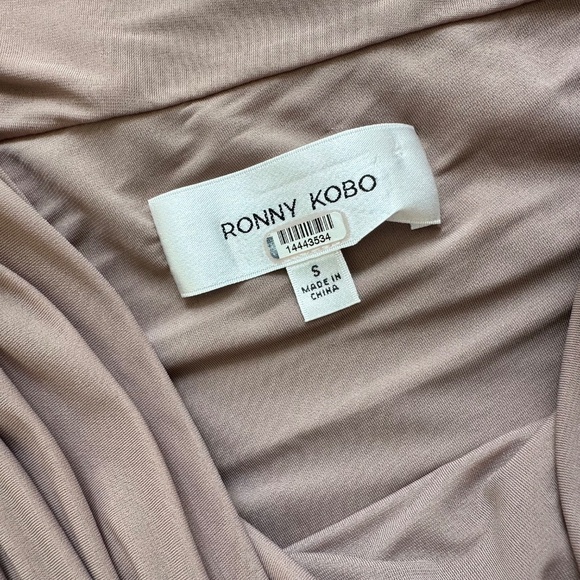 RONNY KOBO
14443534
S
MADE IN
CHINA